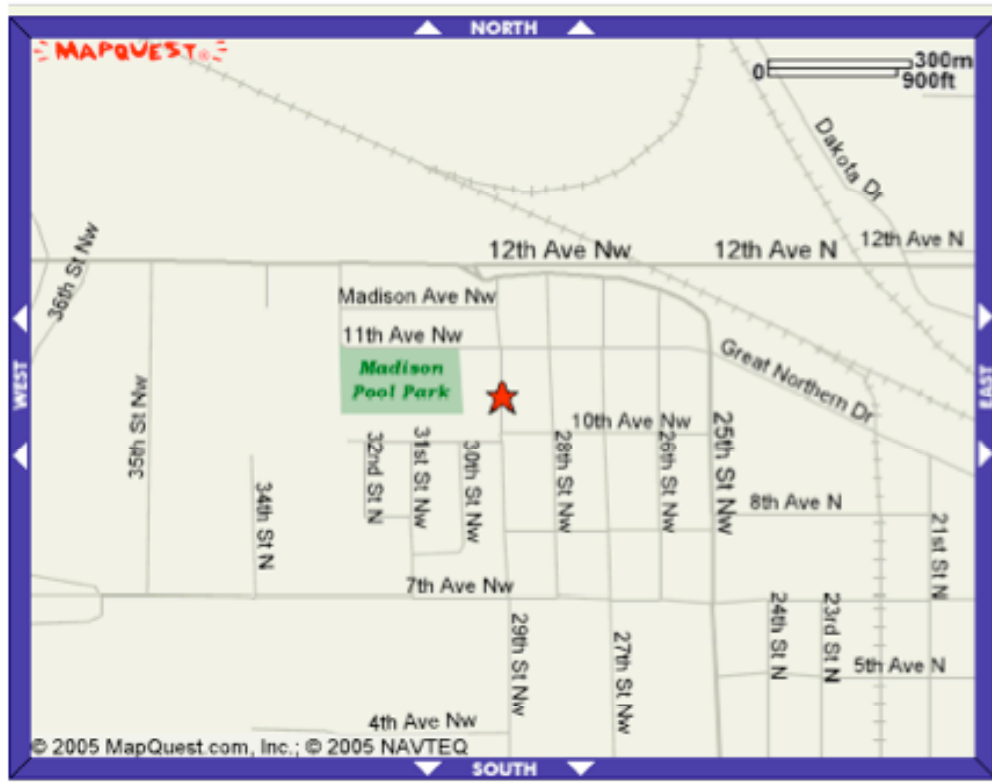 NORTH
MAPQUEST®
0 300m
900ft
Dakota Dr
36th St Nw
12th Ave Nw
12th Ave N
12th Ave N
Madison Ave Nw
11th Ave Nw
Great Northern Dr
Madison
Pool Park
WEST
EAST
35th St Nw
10th Ave Nw
32nd St N
31st St Nw
30th St Nw
28th St Nw
26th St Nw
25th St Nw
34th St N
8th Ave N
21st St N
7th Ave Nw
29th St Nw
27th St Nw
24th St N
23rd St N
5th Ave N
4th Ave Nw
© 2005 MapQuest.com, Inc.; © 2005 NAVTEQ
SOUTH